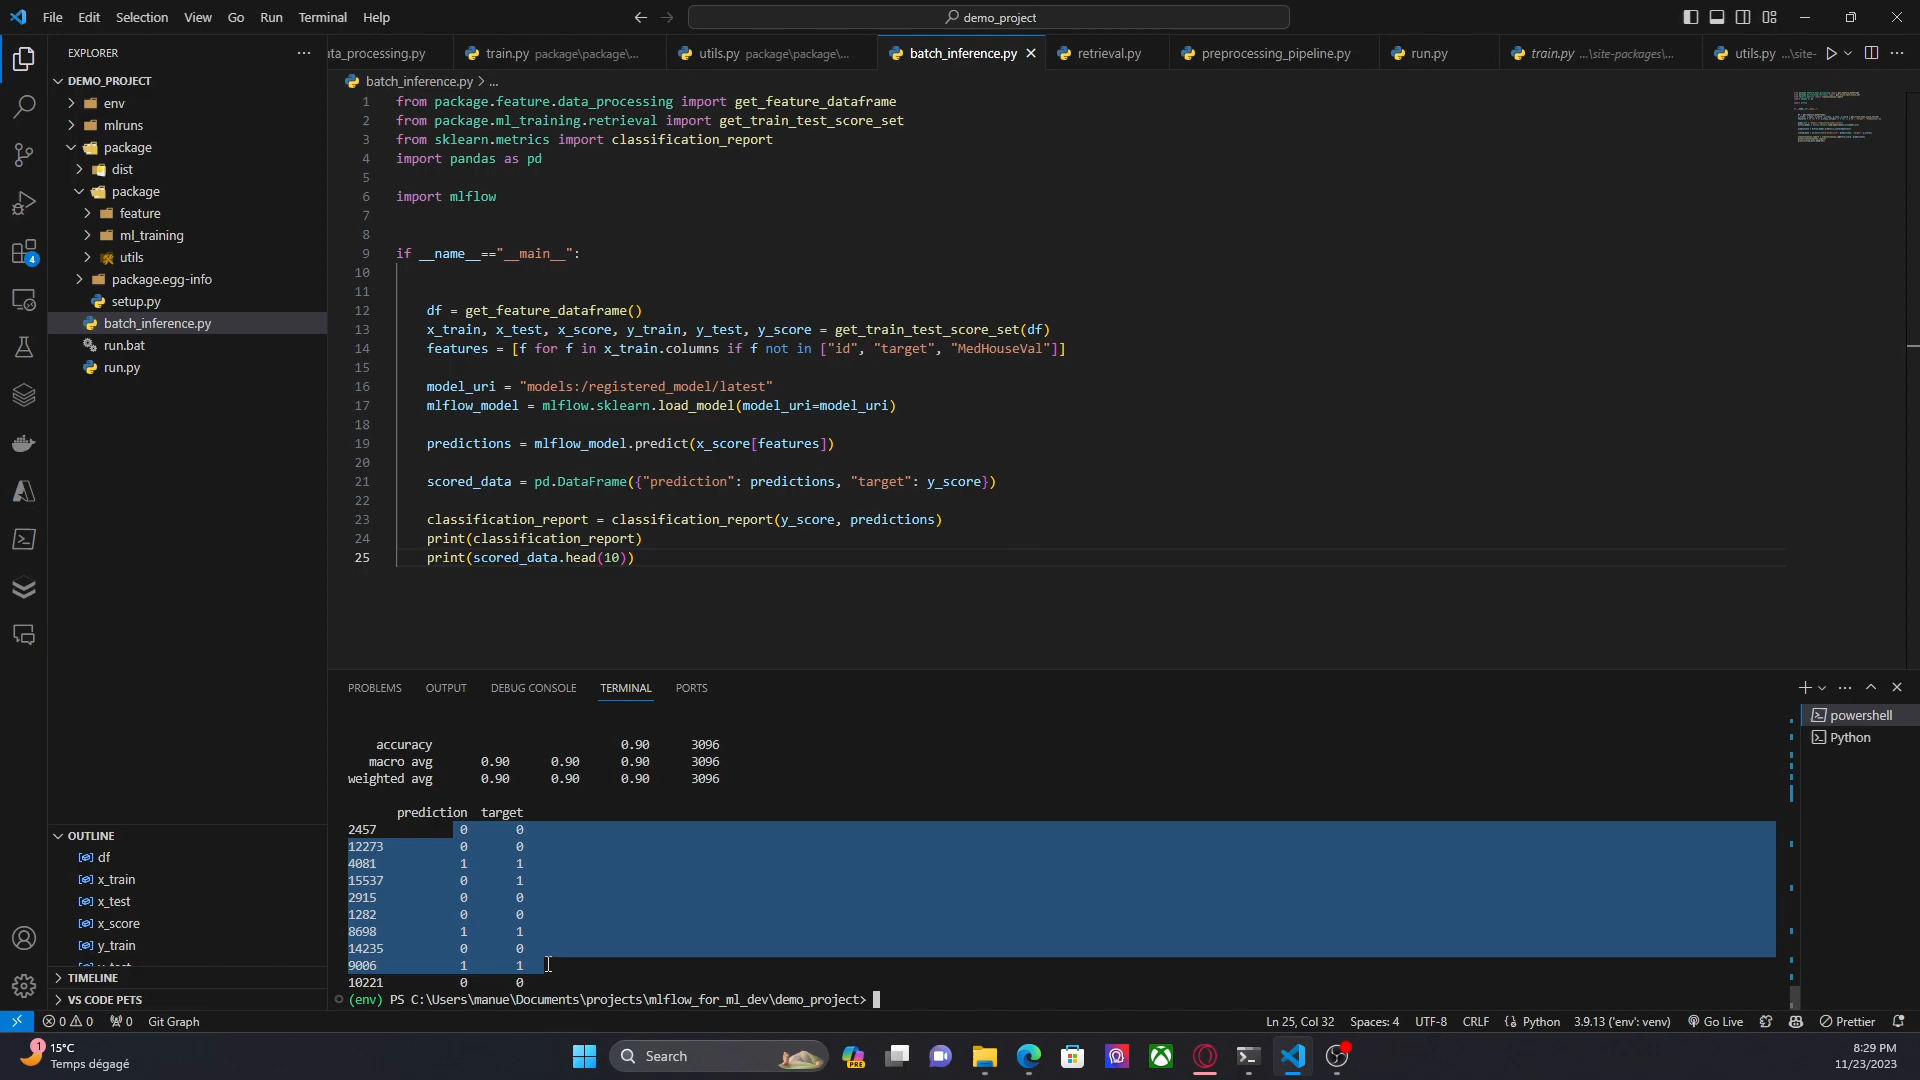 File Edit Selection View Go Run Terminal Help
demo_project
EXPLORER
DEMO_PROJECT
env
mlruns
package
dist
package
feature
ml_training
utils
package.egg-info
setup.py
batch_inference.py
run.bat
run.py
OUTLINE
df
x_train
x_test
x_score
y_train
TIMELINE
VS CODE PETS
ata_processing.py train.py package\package\... utils.py package\package\... batch_inference.py retrieval.py preprocessing_pipeline.py run.py train.py ...\site-packages\... utils.py ...\site-
batch_inference.py > ...
1 from package.feature.data_processing import get_feature_dataframe
2 from package.ml_training.retrieval import get_train_test_score_set
3 from sklearn.metrics import classification_report
4 import pandas as pd
5
6 import mlflow
7
8
9 if __name__=="__main__":
10
11
12 df = get_feature_dataframe()
13 x_train, x_test, x_score, y_train, y_test, y_score = get_train_test_score_set(df)
14 features = [f for f in x_train.columns if f not in ["id", "target", "MedHouseVal"]]
15
16 model_uri = "models:/registered_model/latest"
17 mlflow_model = mlflow.sklearn.load_model(model_uri=model_uri)
18
19 predictions = mlflow_model.predict(x_score[features])
20
21 scored_data = pd.DataFrame({"prediction": predictions, "target": y_score})
22
23 classification_report = classification_report(y_score, predictions)
24 print(classification_report)
25 print(scored_data.head(10))
PROBLEMS OUTPUT DEBUG CONSOLE TERMINAL PORTS
powershell
Python
accuracy 0.90 3096
macro avg 0.90 0.90 0.90 3096
weighted avg 0.90 0.90 0.90 3096
prediction target
2457 0 0
12273 0 0
4081 1 1
15537 0 1
2915 0 0
1282 0 0
8698 1 1
14235 0 0
9006 1 1
10221 0 0
(env) PS C:\Users\manue\Documents\projects\mlflow_for_ml_dev\demo_project>
0 0 0 Git Graph Ln 25, Col 32 Spaces: 4 UTF-8 CRLF Python 3.9.13 ('env': venv) Go Live Prettier
4
1
15°C
Temps dégagé
Search
PRE
8:29 PM
11/23/2023